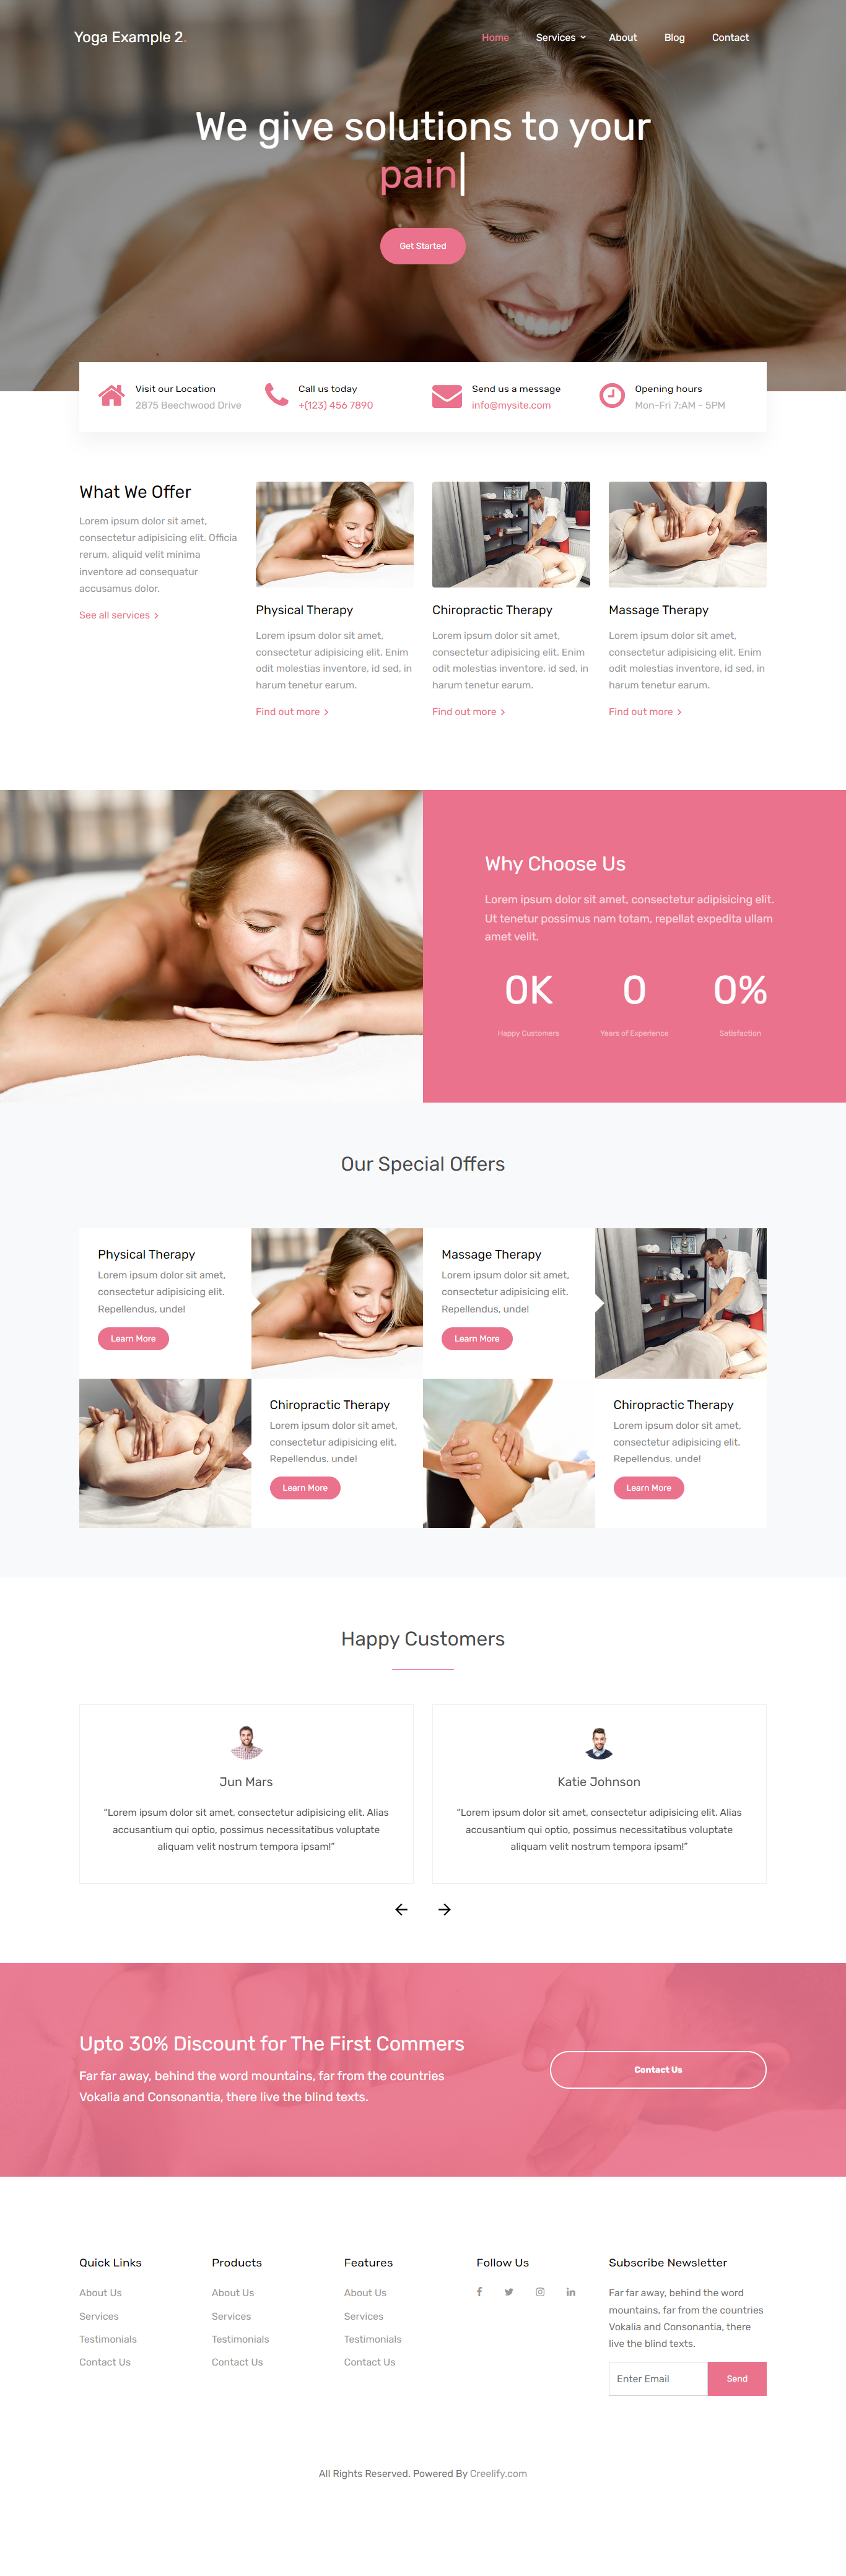 Yoga Example 2.
Home
Services
About
Blog
Contact
We give solutions to your
pain
Get Started
Visit our Location
2875 Beechwood Drive
Call us today
+(123) 456 7890
Send us a message
info@mysite.com
Opening hours
Mon-Fri 7:AM - 5PM
What We Offer
Lorem ipsum dolor sit amet,
consectetur adipisicing elit. Officia
rerum, aliquid velit minima
inventore ad consequatur
accusamus dolor.
See all services
Physical Therapy
Lorem ipsum dolor sit amet,
consectetur adipisicing elit. Enim
odit molestias inventore, id sed, in
harum tenetur earum.
Find out more
Chiropractic Therapy
Lorem ipsum dolor sit amet,
consectetur adipisicing elit. Enim
odit molestias inventore, id sed, in
harum tenetur earum.
Find out more
Massage Therapy
Lorem ipsum dolor sit amet,
consectetur adipisicing elit. Enim
odit molestias inventore, id sed, in
harum tenetur earum.
Find out more
Why Choose Us
Lorem ipsum dolor sit amet, consectetur adipisicing elit.
Ut tenetur possimus nam totam, repellat expedita ullam
amet velit.
0K
Happy Customers
0
Years of Experience
0%
Satisfaction
Our Special Offers
Physical Therapy
Lorem ipsum dolor sit amet,
consectetur adipisicing elit.
Repellendus, unde!
Learn More
Massage Therapy
Lorem ipsum dolor sit amet,
consectetur adipisicing elit.
Repellendus, unde!
Learn More
Chiropractic Therapy
Lorem ipsum dolor sit amet,
consectetur adipisicing elit.
Repellendus, unde!
Learn More
Chiropractic Therapy
Lorem ipsum dolor sit amet,
consectetur adipisicing elit.
Repellendus, unde!
Learn More
Happy Customers
Jun Mars
“Lorem ipsum dolor sit amet, consectetur adipisicing elit. Alias
accusantium qui optio, possimus necessitatibus voluptate
aliquam velit nostrum tempora ipsam!”
Katie Johnson
“Lorem ipsum dolor sit amet, consectetur adipisicing elit. Alias
accusantium qui optio, possimus necessitatibus voluptate
aliquam velit nostrum tempora ipsam!”
Upto 30% Discount for The First Commers
Far far away, behind the word mountains, far from the countries
Vokalia and Consonantia, there live the blind texts.
Contact Us
Quick Links
About Us
Services
Testimonials
Contact Us
Products
About Us
Services
Testimonials
Contact Us
Features
About Us
Services
Testimonials
Contact Us
Follow Us
Subscribe Newsletter
Far far away, behind the word
mountains, far from the countries
Vokalia and Consonantia, there
live the blind texts.
Enter Email
Send
All Rights Reserved. Powered By Creelify.com